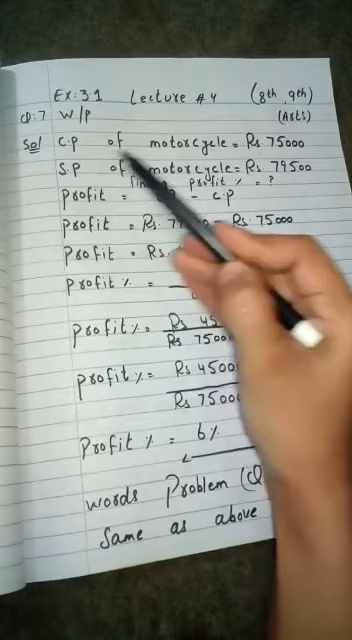 Ex: 3.1 Lecture #4 (8th, 9th)
Q: 7 W/P (Arts)
Sol C.P of motorcycle = Rs 75000
S.P of motorcycle = Rs. 79500
find profit % = ?
profit = - C.P
profit = Rs. - Rs. 75000
profit = Rs.
profit % =
profit % = Rs 45
Rs 75000
profit % = Rs 4500
Rs 7500
Profit % = 6%
words Problem (Q
Same as above